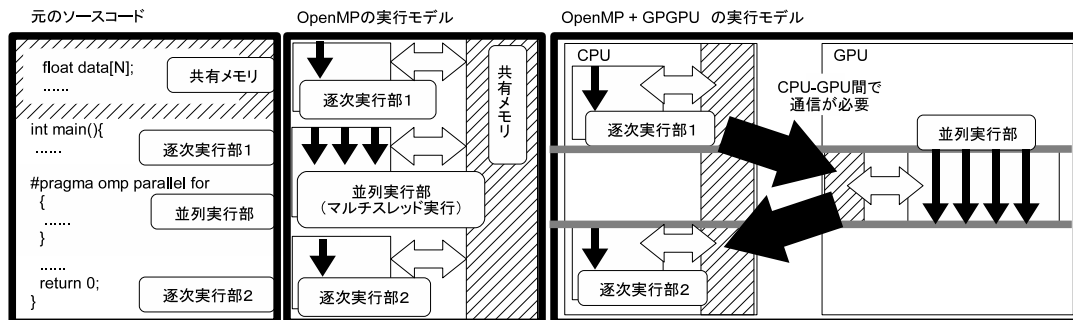 元のソースコード
float data[N];
......
共有メモリ
int main(){
......
逐次実行部1
#pragma omp parallel for
{
......
}
並列実行部
......
return 0;
}
逐次実行部2
OpenMPの実行モデル
逐次実行部1
共有メモリ
並列実行部
(マルチスレッド実行)
逐次実行部2
OpenMP + GPGPU の実行モデル
CPU
逐次実行部1
GPU
CPU-GPU間で
通信が必要
並列実行部
逐次実行部2